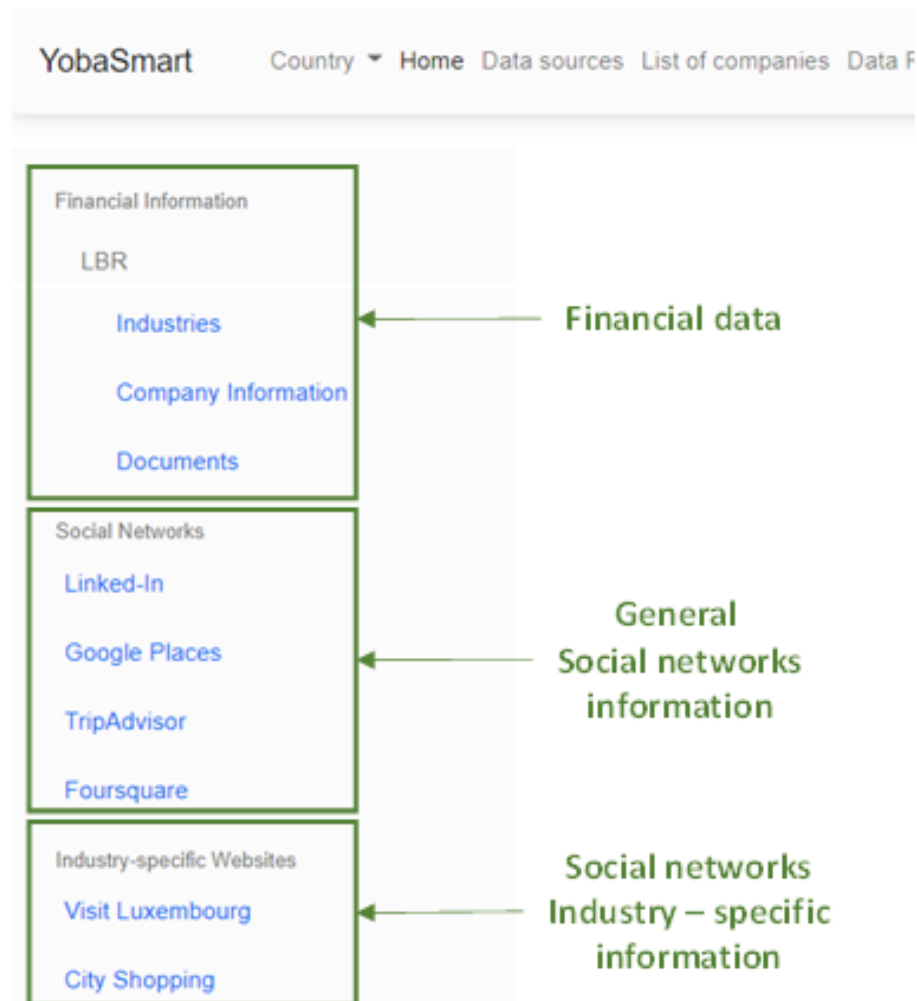 YobaSmart Country Home Data sources List of companies Data
Financial Information
LBR
Industries
Financial data
Company Information
Documents
Social Networks
Linked-In
General
Google Places
Social networks
information
TripAdvisor
Foursquare
Industry-specific Websites
Social networks
Visit Luxembourg
Industry – specific
information
City Shopping